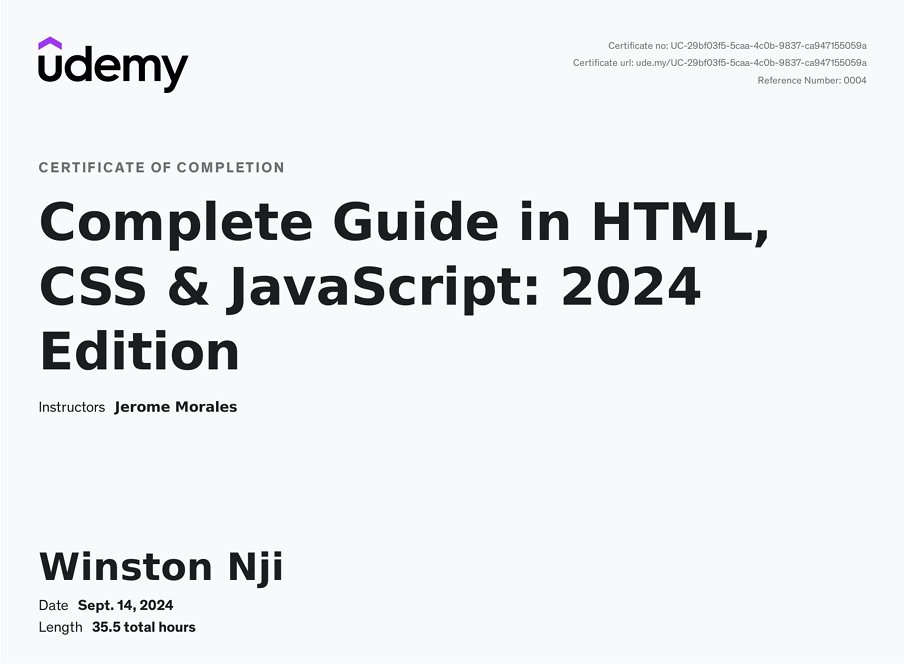 udemy
Certificate no: UC-29bf03f5-5caa-4c0b-9837-ca947155059a
Certificate url: ude.my/UC-29bf03f5-5caa-4c0b-9837-ca947155059a
Reference Number: 0004
CERTIFICATE OF COMPLETION
Complete Guide in HTML,
CSS & JavaScript: 2024
Edition
Instructors Jerome Morales
Winston Nji
Date Sept. 14, 2024
Length 35.5 total hours